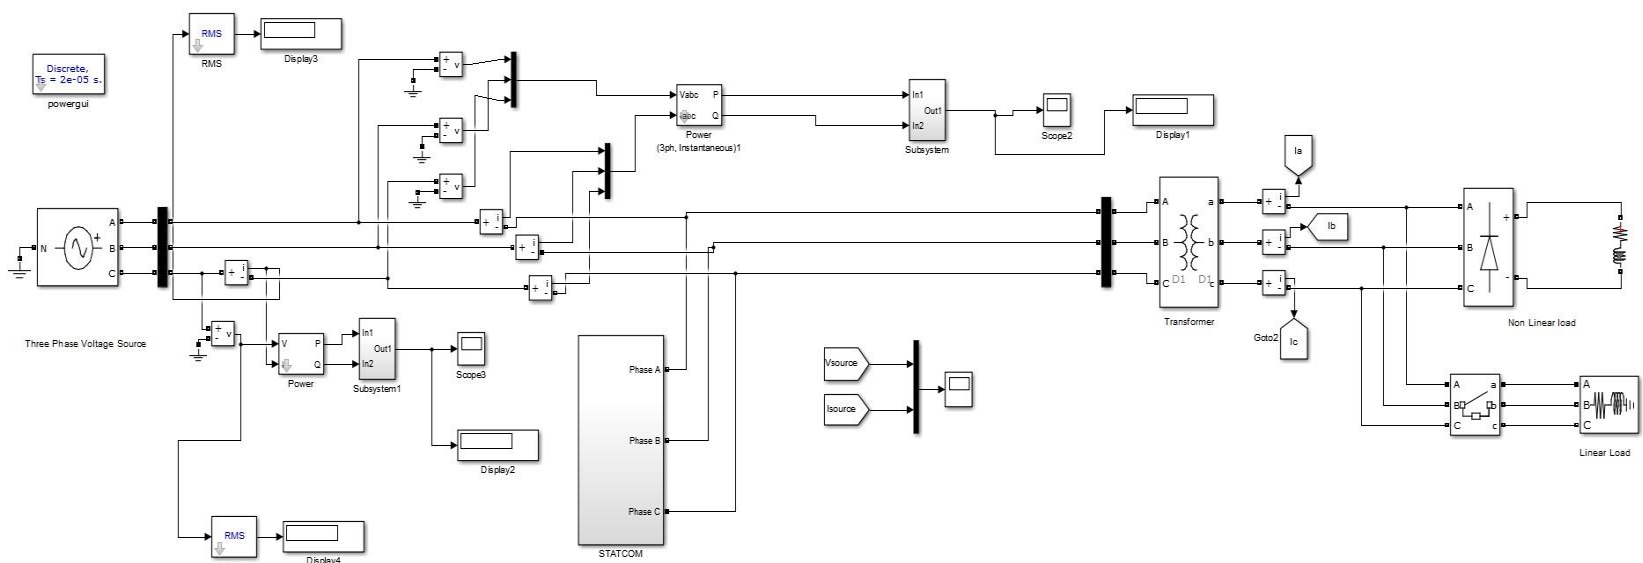 RMS
RMS
Display3
Discrete,
Ts = 2e-05 s.
powergui
+
-
v
+
-
v
+
-
v
Vabc
Iabc
P
Q
Power
(3ph, Instantaneous)1
In1
In2
Out1
Subsystem
Scope2
Display1
N
A
B
C
+
Three Phase Voltage Source
+
i
-
+
i
-
+
i
-
+
i
-
A
B
C
a
b
c
D1
D1
Transformer
Ia
Ib
Ic
Goto2
+
i
-
+
i
-
+
i
-
A
B
C
+
-
Non Linear load
+
-
v
V
P
Q
Power
In1
In2
Out1
Subsystem1
Scope3
Display2
RMS
Display4
Phase A
Phase B
Phase C
STATCOM
Vsource
Isource
A
B
C
a
b
c
A
B
C
Linear Load